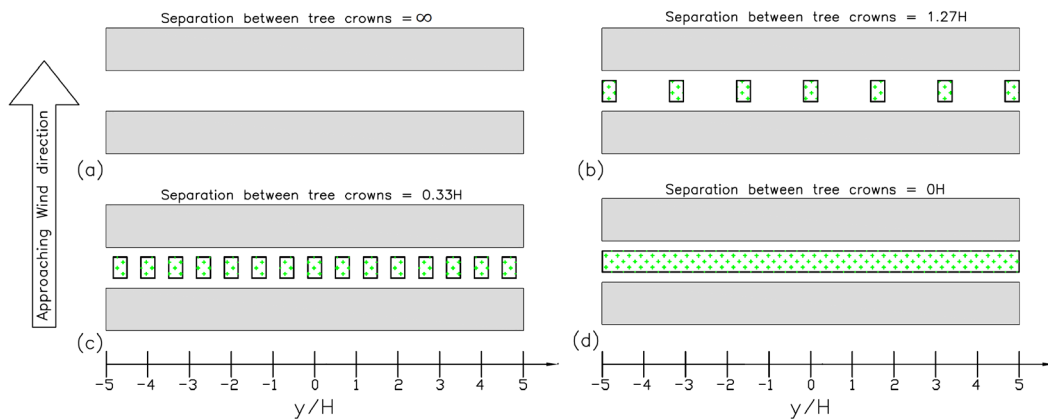 Separation between tree crowns = ∞
Separation between tree crowns = 1.27H
Approaching Wind direction
(a)
(b)
Separation between tree crowns = 0.33H
Separation between tree crowns = 0H
(c)
(d)
-5 -4 -3 -2 -1 0 1 2 3 4 5
y/H
-5 -4 -3 -2 -1 0 1 2 3 4 5
y/H